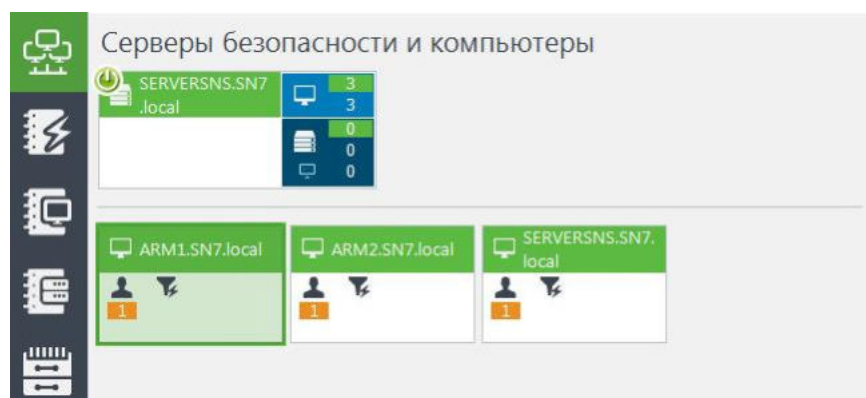 Серверы безопасности и компьютеры
SERVERSNS.SN7
.local
3
3
0
0
0
ARM1.SN7.local
ARM2.SN7.local
SERVERSNS.SN7.
local
1
1
1